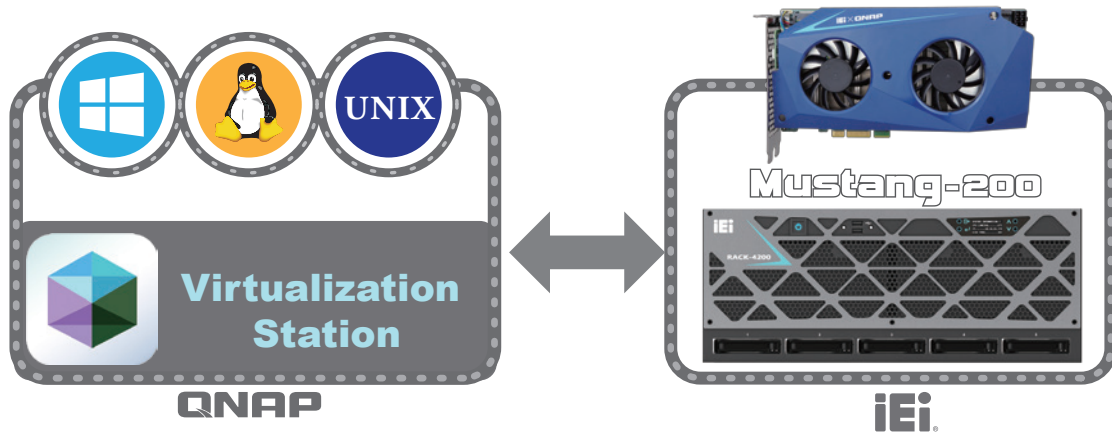 UNIX
Virtualization
Station
QNAP
iEi × QNAP
Mustang-200
iEi
RACK-4200
iEi